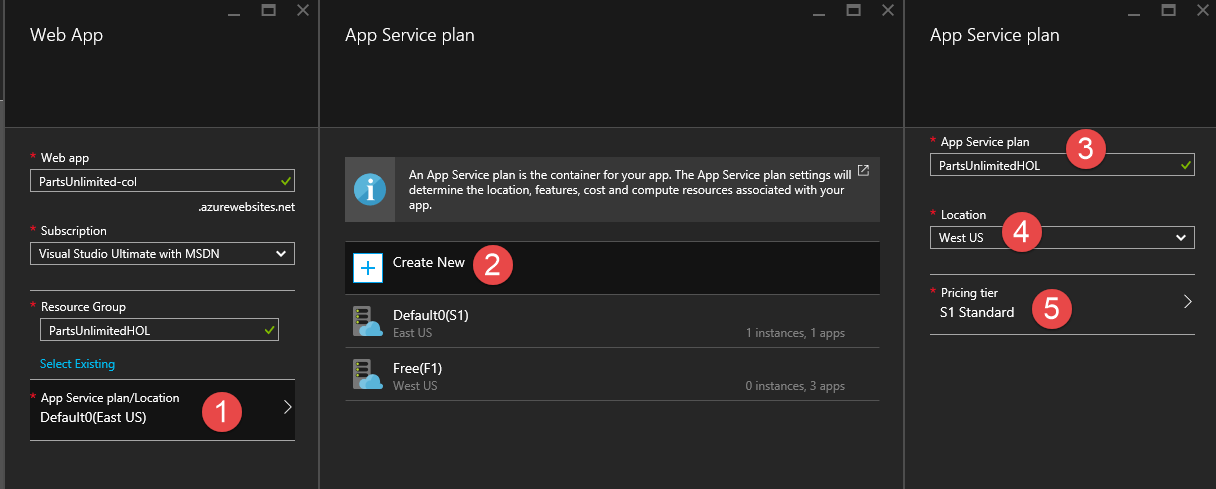 Web App
* Web app
PartsUnlimited-col
.azurewebsites.net
* Subscription
Visual Studio Ultimate with MSDN
* Resource Group
PartsUnlimitedHOL
Select Existing
* App Service plan/Location
Default0(East US)
1
App Service plan
An App Service plan is the container for your app. The App Service plan settings will
determine the location, features, cost and compute resources associated with your
app.
Create New
2
Default0(S1)
East US
1 instances, 1 apps
Free(F1)
West US
0 instances, 3 apps
App Service plan
* App Service plan
3
PartsUnlimitedHOL
* Location
4
West US
* Pricing tier
S1 Standard
5